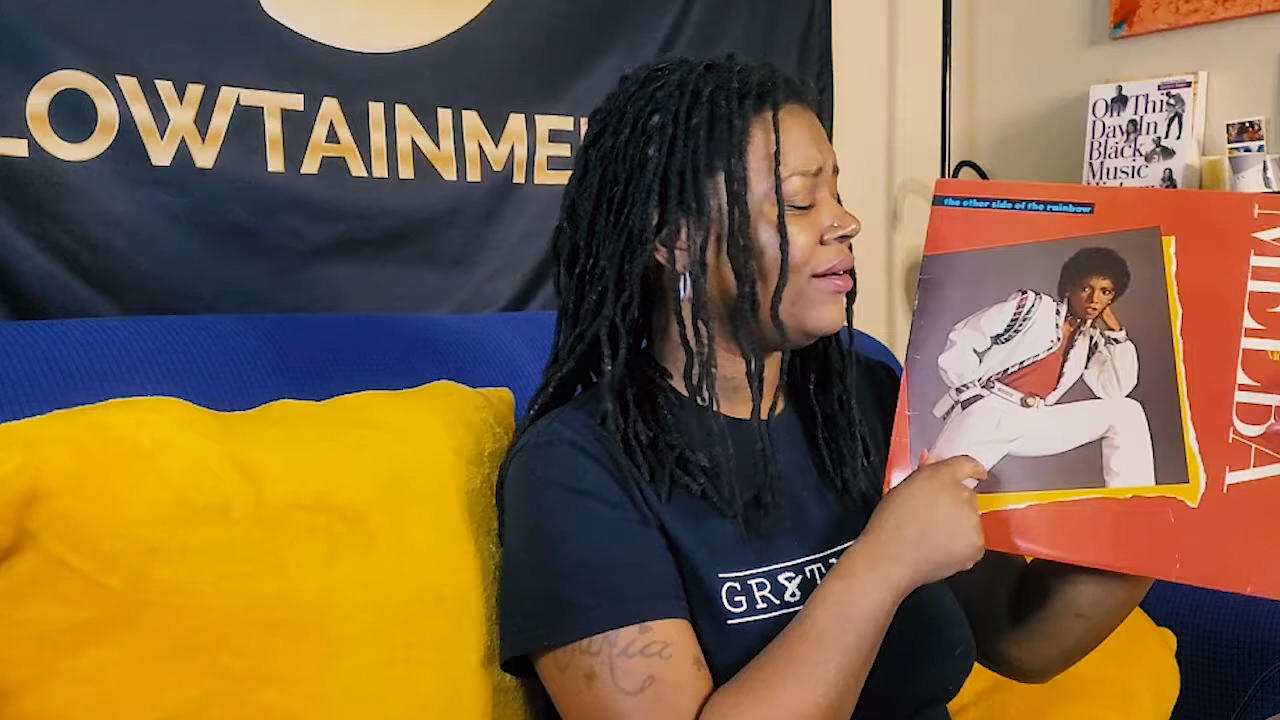 LOWTAINME
On This
Day In
Black
Music
the other side of the rainbow
MELBA
GR8T